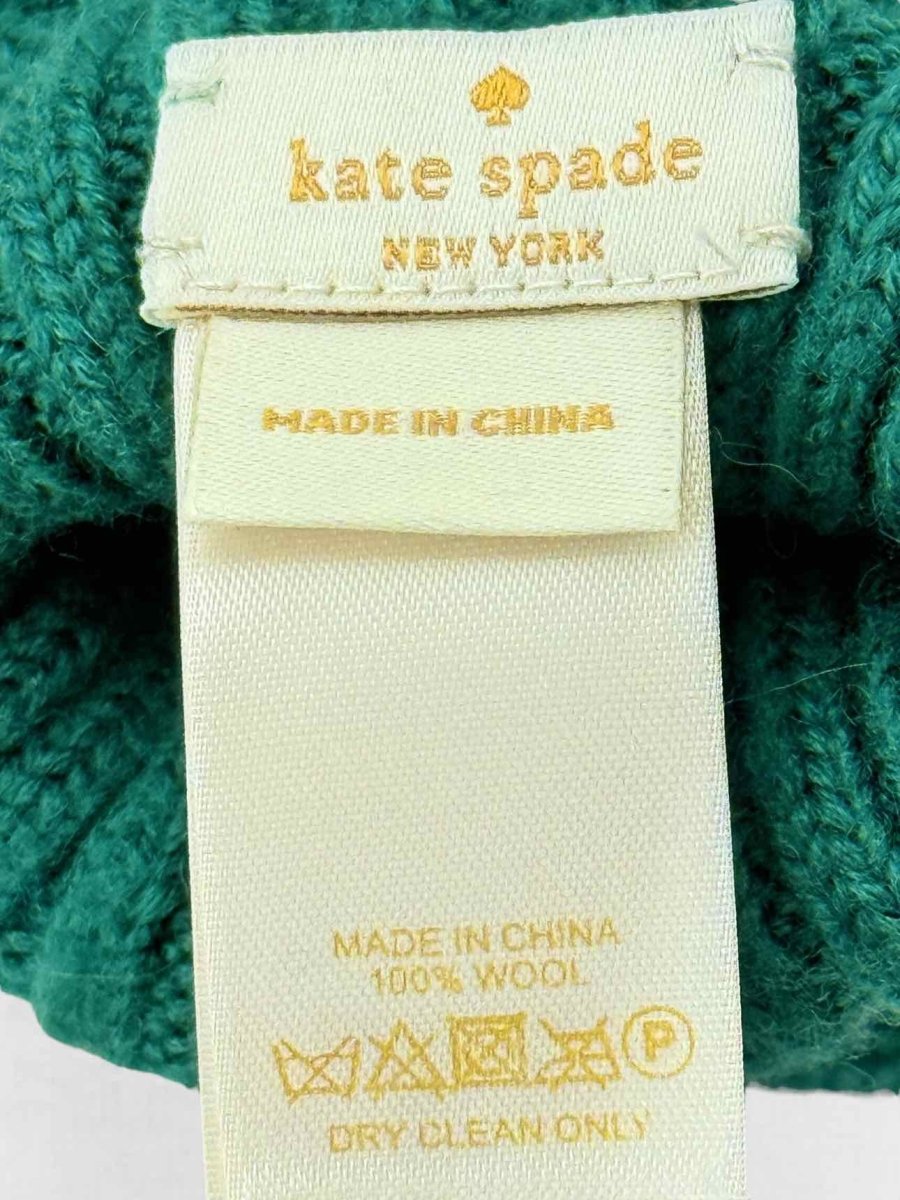 kate spade
NEW YORK
MADE IN CHINA
MADE IN CHINA
100% WOOL
P
DRY CLEAN ONLY